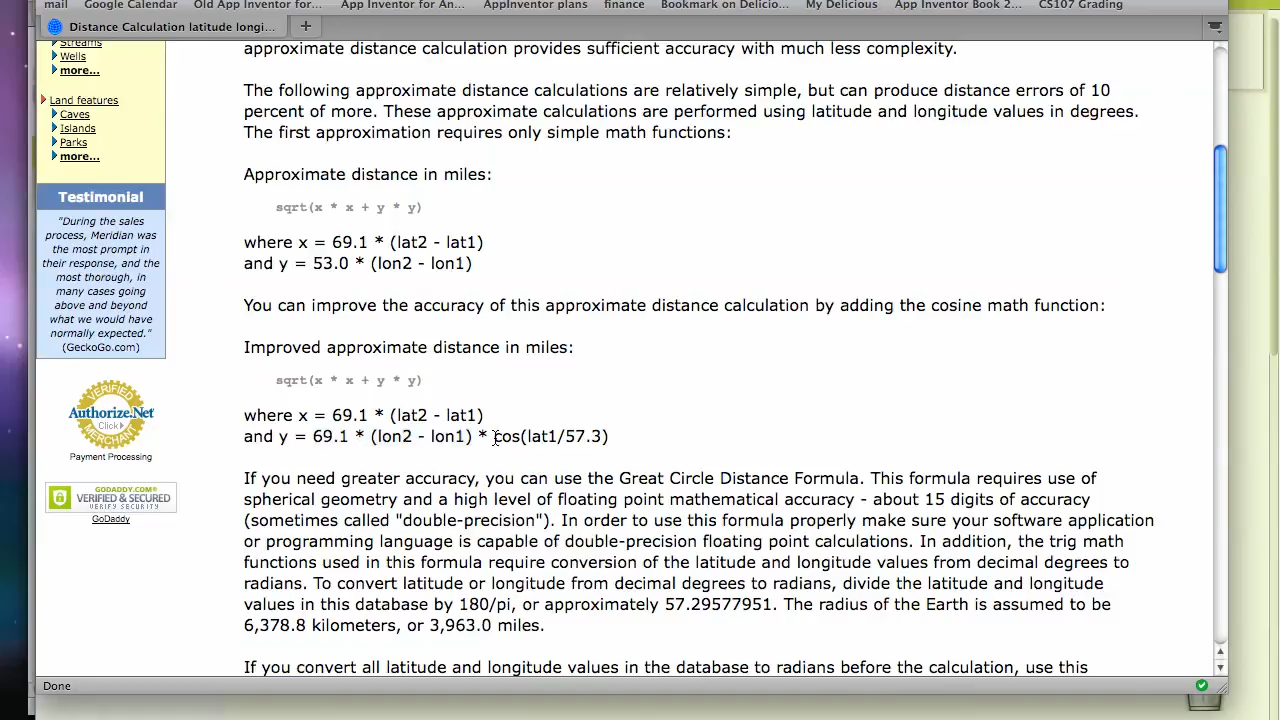 mail Google Calendar Old App Inventor for... App Inventor for An... AppInventor plans finance Bookmark on Delicio... My Delicious App Inventor Book 2... CS107 Grading
Distance Calculation latitude longi... +
Streams
Wells
more...
Land features
Caves
Islands
Parks
more...
Testimonial
"During the sales
process, Meridian was
the most prompt in
their response, and the
most thorough, in
many cases going
above and beyond
what we would have
normally expected."
(GeckoGo.com)
VERIFIED
Authorize.Net
Click
MERCHANT
Payment Processing
GODADDY.COM®
VERIFIED
& SECURED
VERIFY SECURITY
GoDaddy
approximate distance calculation provides sufficient accuracy with much less complexity.
The following approximate distance calculations are relatively simple, but can produce distance errors of 10
percent of more. These approximate calculations are performed using latitude and longitude values in degrees.
The first approximation requires only simple math functions:
Approximate distance in miles:
sqrt(x * x + y * y)
where x = 69.1 * (lat2 - lat1)
and y = 53.0 * (lon2 - lon1)
You can improve the accuracy of this approximate distance calculation by adding the cosine math function:
Improved approximate distance in miles:
sqrt(x * x + y * y)
where x = 69.1 * (lat2 - lat1)
and y = 69.1 * (lon2 - lon1) * cos(lat1/57.3)
If you need greater accuracy, you can use the Great Circle Distance Formula. This formula requires use of
spherical geometry and a high level of floating point mathematical accuracy - about 15 digits of accuracy
(sometimes called "double-precision"). In order to use this formula properly make sure your software application
or programming language is capable of double-precision floating point calculations. In addition, the trig math
functions used in this formula require conversion of the latitude and longitude values from decimal degrees to
radians. To convert latitude or longitude from decimal degrees to radians, divide the latitude and longitude
values in this database by 180/pi, or approximately 57.29577951. The radius of the Earth is assumed to be
6,378.8 kilometers, or 3,963.0 miles.
If you convert all latitude and longitude values in the database to radians before the calculation, use this
Done